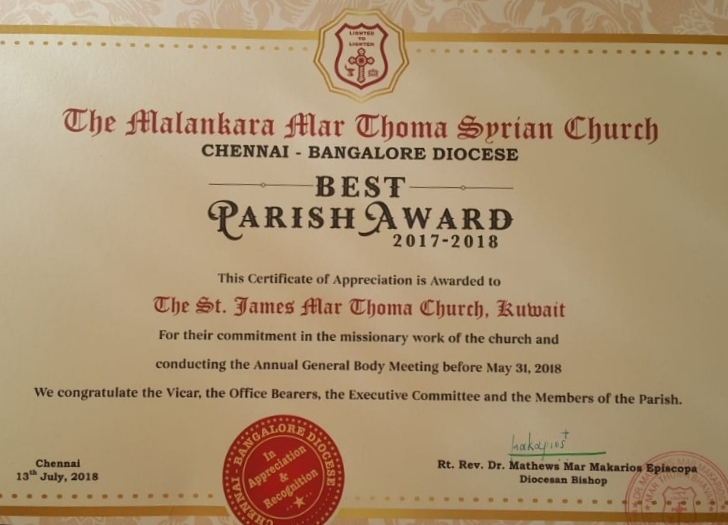 LIGHTED
TO
LIGHTEN
The Malankara Mar Thoma Syrian Church
CHENNAI - BANGALORE DIOCESE
BEST
PARISH AWARD
2017-2018
This Certificate of Appreciation is Awarded to
The St. James Mar Thoma Church, Kuwait
For their commitment in the missionary work of the church and
conducting the Annual General Body Meeting before May 31, 2018
We congratulate the Vicar, the Office Bearers, the Executive Committee and the Members of the Parish.
CHENNAI - BANGALORE DIOCESE
In
Appreciation
&
Recognition
Makarios
Chennai
13th July, 2018
Rt. Rev. Dr. Mathews Mar Makarios Episcopa
Diocesan Bishop
MAR THOMA